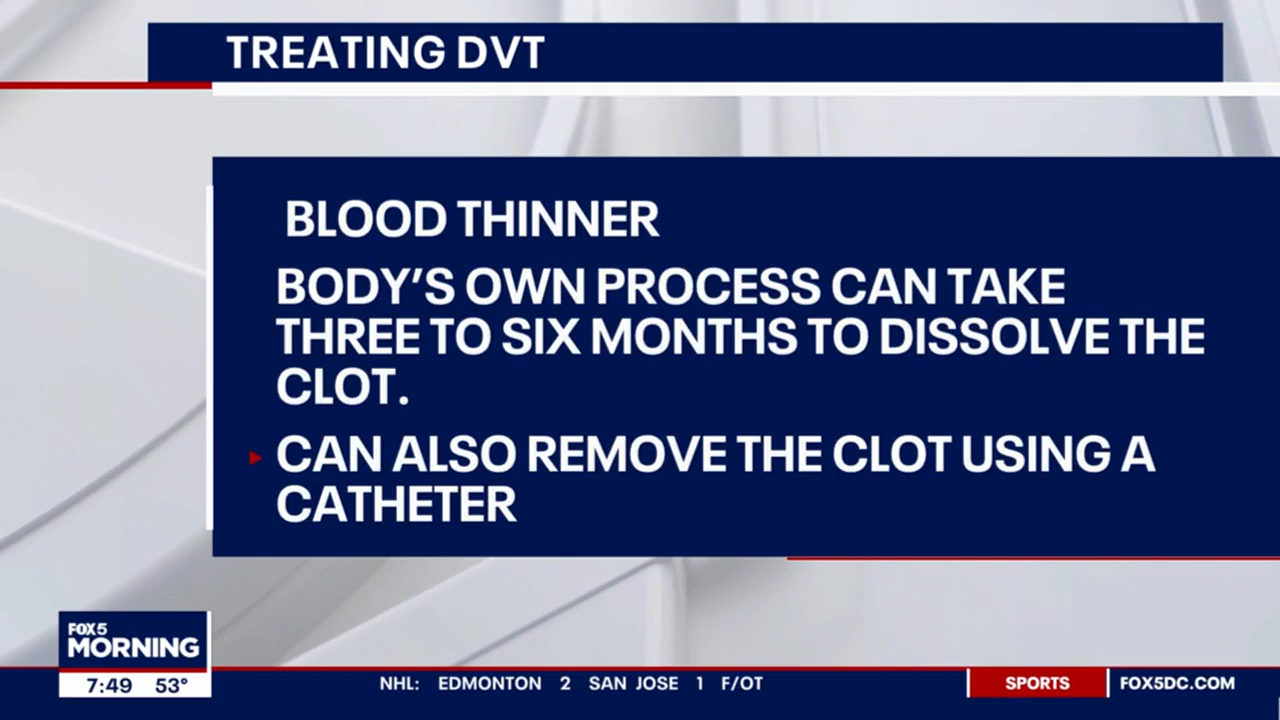 TREATING DVT
BLOOD THINNER
BODY'S OWN PROCESS CAN TAKE
THREE TO SIX MONTHS TO DISSOLVE THE
CLOT.
CAN ALSO REMOVE THE CLOT USING A
CATHETER
FOX 5
MORNING
7:49 53°
NHL: EDMONTON 2 SAN JOSE 1 F/OT
SPORTS
FOX5DC.COM